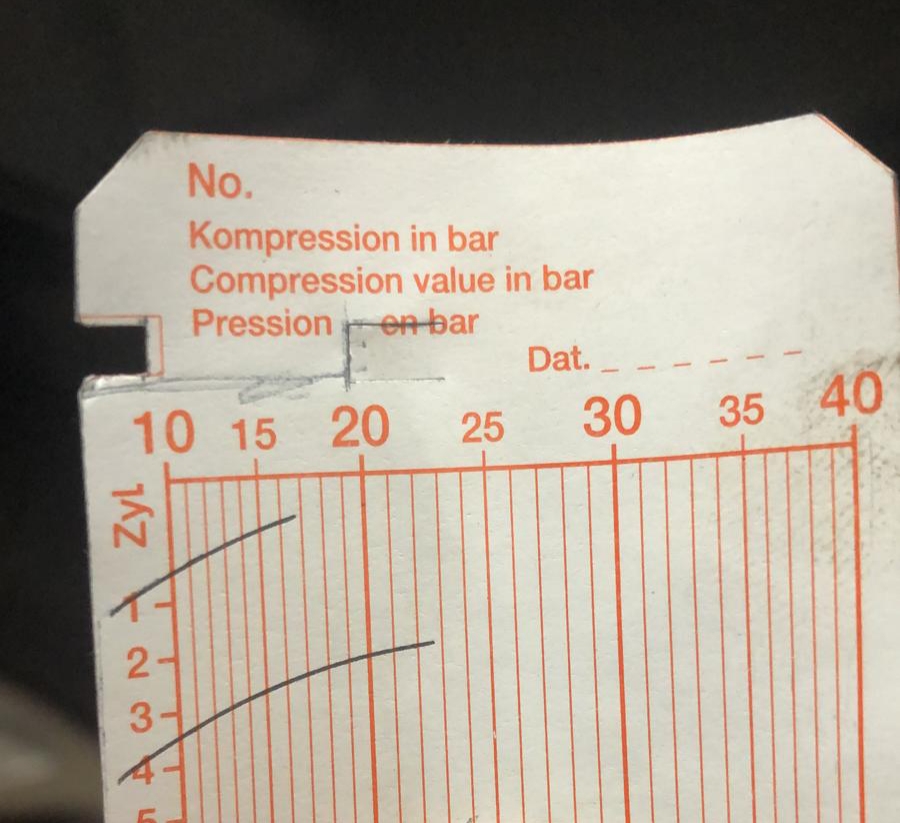 No.
Kompression in bar
Compression value in bar
Pression en bar
Dat.
10 15 20 25 30 35 40
Zyl.
1
2
3
4
5